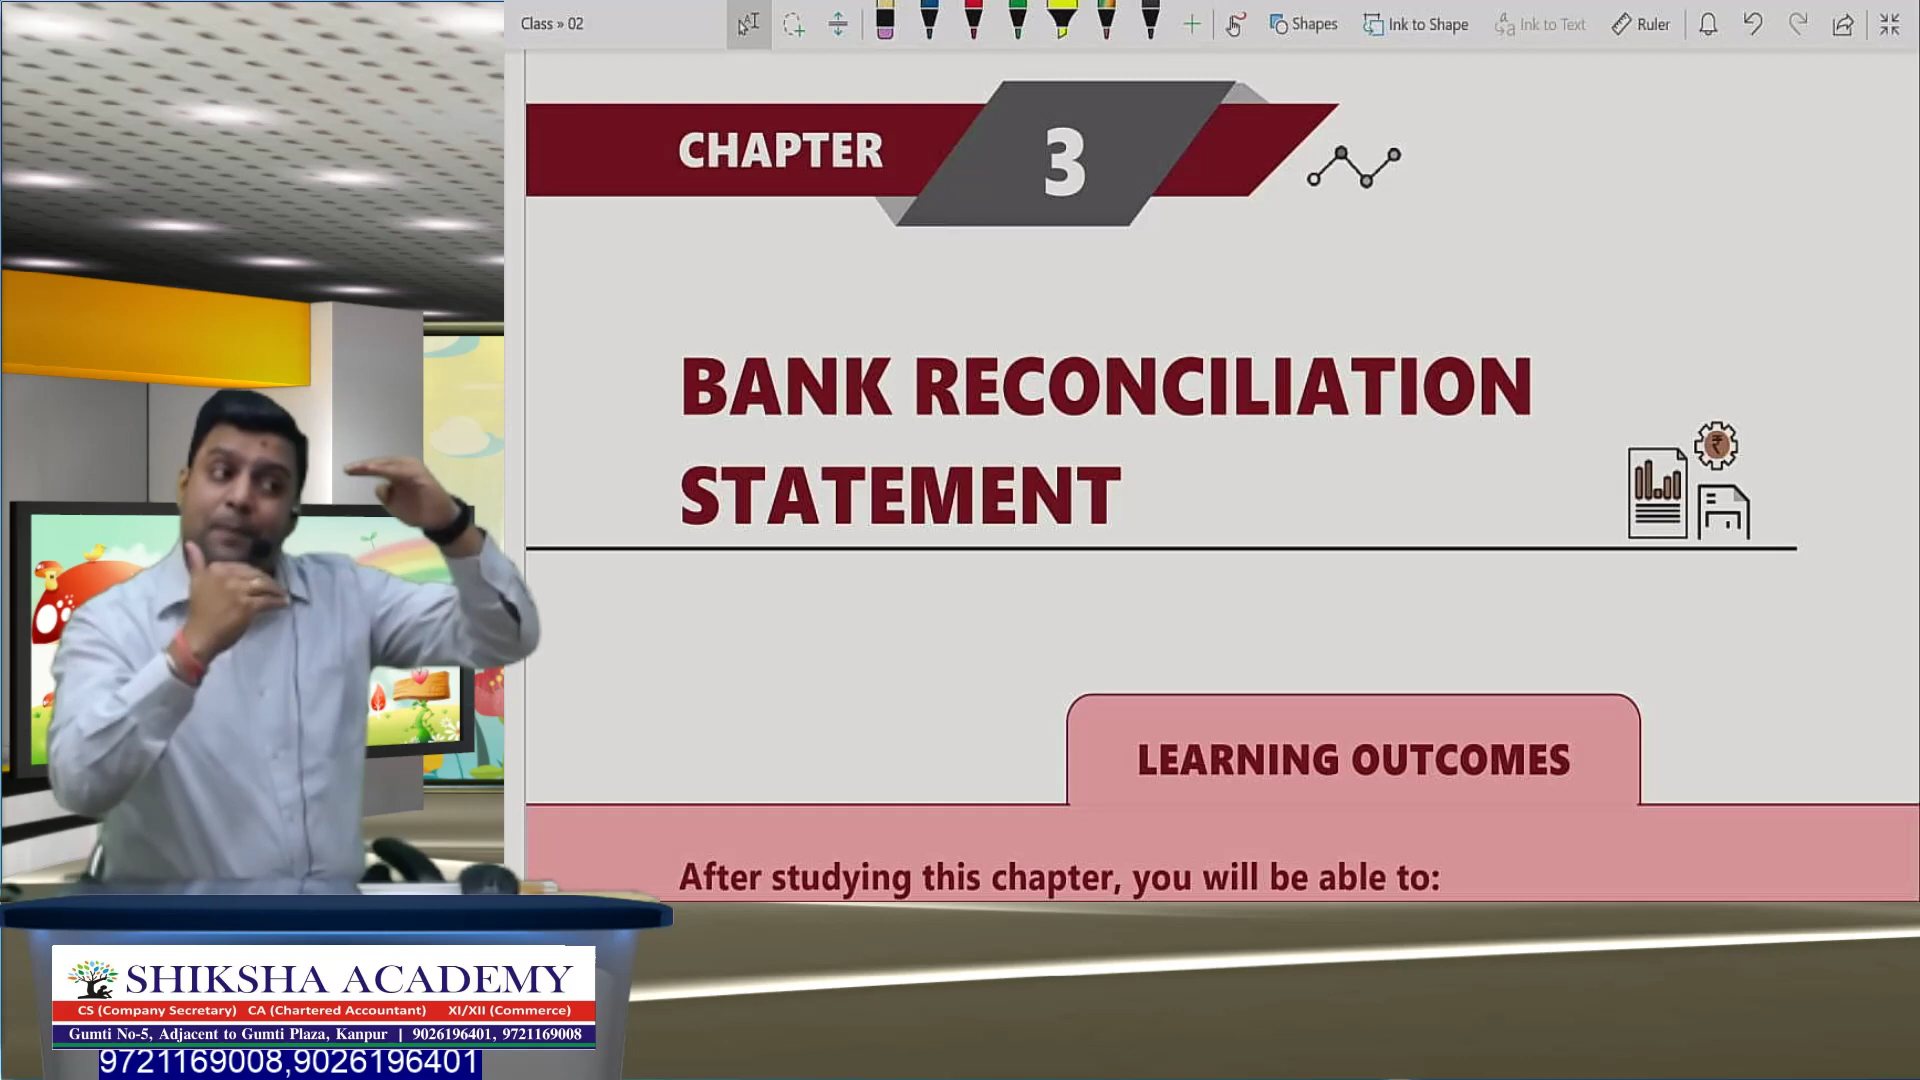 Class » 02
Shapes
Ink to Shape
Ink to Text
Ruler
CHAPTER
3
BANK RECONCILIATION
STATEMENT
LEARNING OUTCOMES
After studying this chapter, you will be able to:
SHIKSHA ACADEMY
CS (Company Secretary) CA (Chartered Accountant) XI/XII (Commerce)
Gumti No-5, Adjacent to Gumti Plaza, Kanpur | 9026196401, 9721169008
9721169008,9026196401